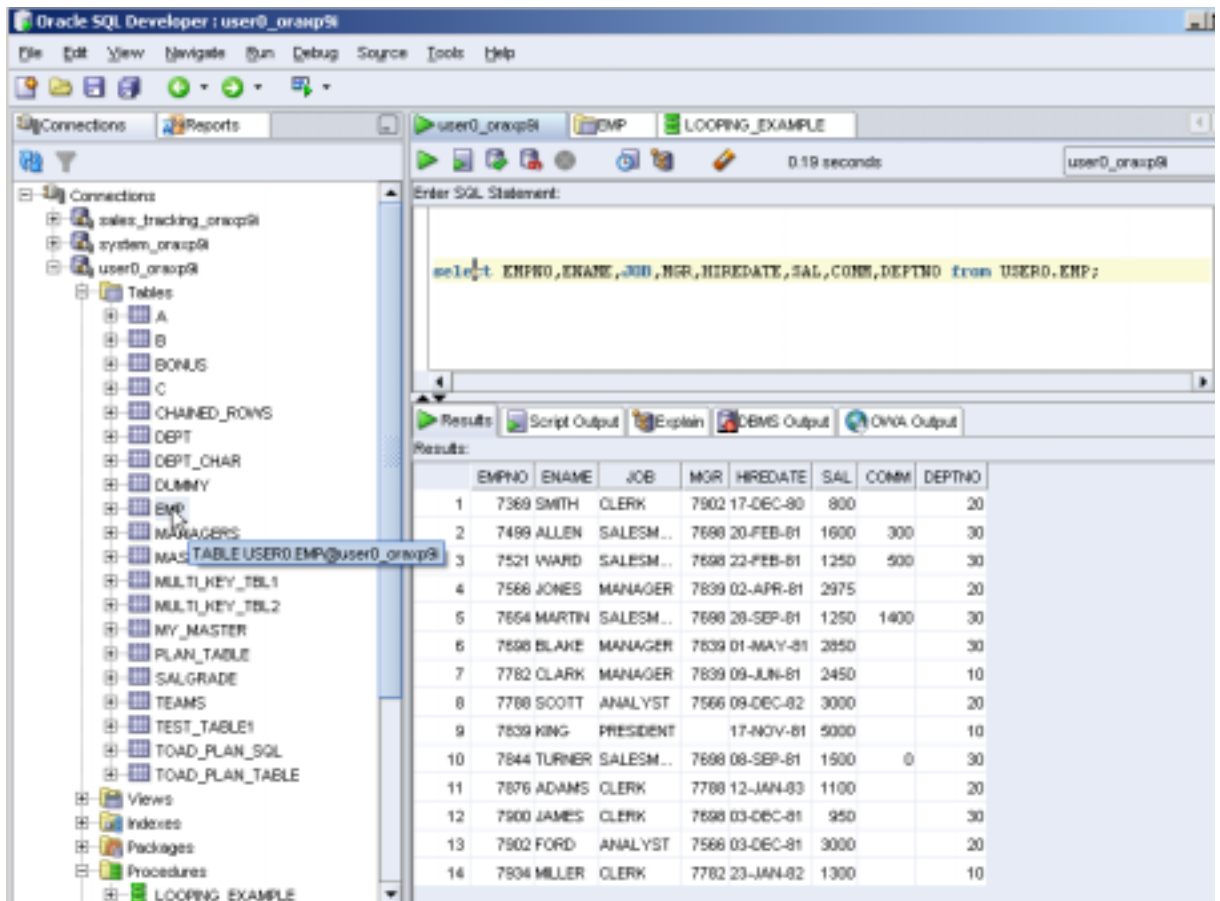 Oracle SQL Developer : user0_oraxp9i
File Edit View Navigate Run Debug Source Tools Help
Connections Reports
user0_oraxp9i EMP LOOPING_EXAMPLE
0.19 seconds user0_oraxp9i
Connections
sales_tracking_oraxp9i
system_oraxp9i
user0_oraxp9i
Tables
A
B
BONUS
C
CHAINED_ROWS
DEPT
DEPT_CHAR
DUMMY
EMP
MANAGERS
MAS
TABLE USER0.EMP@user0_oraxp9i
MULTI_KEY_TBL1
MULTI_KEY_TBL2
MY_MASTER
PLAN_TABLE
SALGRADE
TEAMS
TEST_TABLE1
TOAD_PLAN_SQL
TOAD_PLAN_TABLE
Views
Indexes
Packages
Procedures
LOOPING_EXAMPLE
Enter SQL Statement:
select EMPNO,ENAME,JOB,MGR,HIREDATE,SAL,COMM,DEPTNO from USER0.EMP;
Results Script Output Explain DBMS Output OWA Output
Results:
EMPNO ENAME JOB MGR HIREDATE SAL COMM DEPTNO
1 7369 SMITH CLERK 7902 17-DEC-80 800 20
2 7499 ALLEN SALESM... 7698 20-FEB-81 1600 300 30
3 7521 WARD SALESM... 7698 22-FEB-81 1250 500 30
4 7566 JONES MANAGER 7839 02-APR-81 2975 20
5 7654 MARTIN SALESM... 7698 28-SEP-81 1250 1400 30
6 7698 BLAKE MANAGER 7839 01-MAY-81 2850 30
7 7782 CLARK MANAGER 7839 09-JUN-81 2450 10
8 7788 SCOTT ANALYST 7566 09-DEC-82 3000 20
9 7839 KING PRESIDENT 17-NOV-81 5000 10
10 7844 TURNER SALESM... 7698 08-SEP-81 1500 0 30
11 7876 ADAMS CLERK 7788 12-JAN-83 1100 20
12 7900 JAMES CLERK 7698 03-DEC-81 950 30
13 7902 FORD ANALYST 7566 03-DEC-81 3000 20
14 7934 MILLER CLERK 7782 23-JAN-82 1300 10